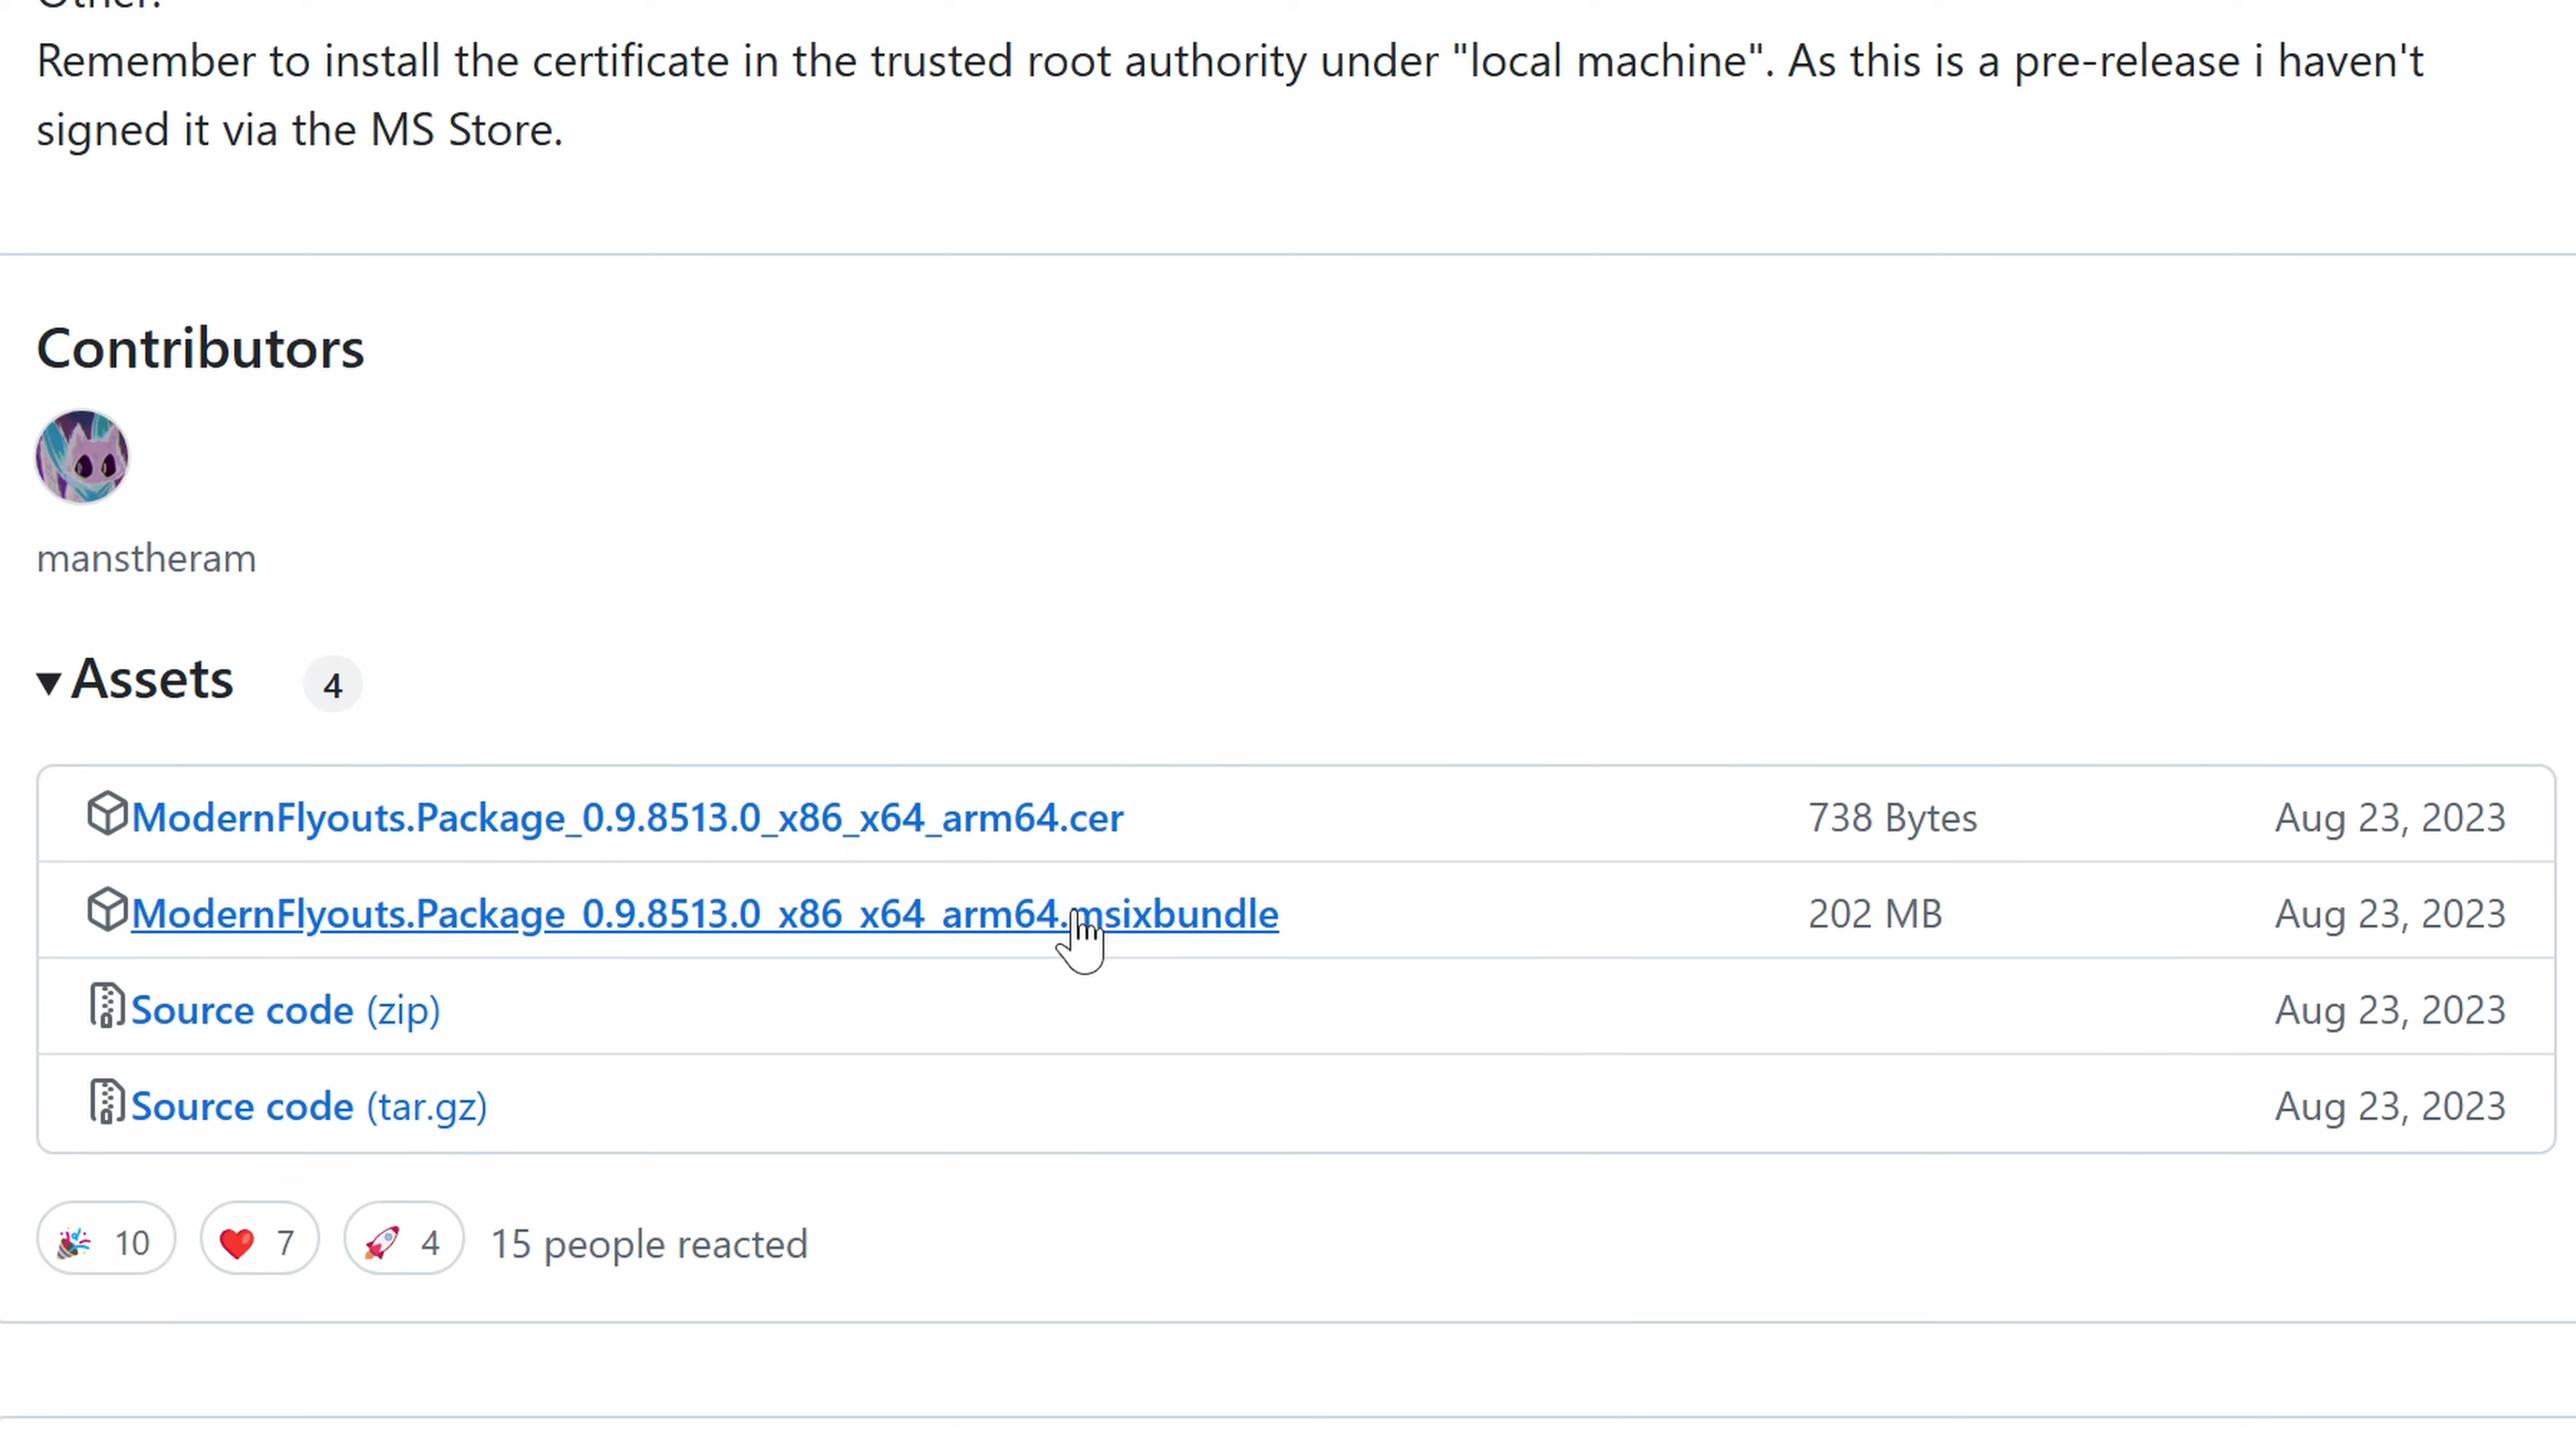 Other:
Remember to install the certificate in the trusted root authority under "local machine". As this is a pre-release i haven't
signed it via the MS Store.
Contributors
manstheram
Assets 4
ModernFlyouts.Package_0.9.8513.0_x86_x64_arm64.cer 738 Bytes Aug 23, 2023
ModernFlyouts.Package_0.9.8513.0_x86_x64_arm64.msixbundle 202 MB Aug 23, 2023
Source code (zip) Aug 23, 2023
Source code (tar.gz) Aug 23, 2023
10 7 4 15 people reacted